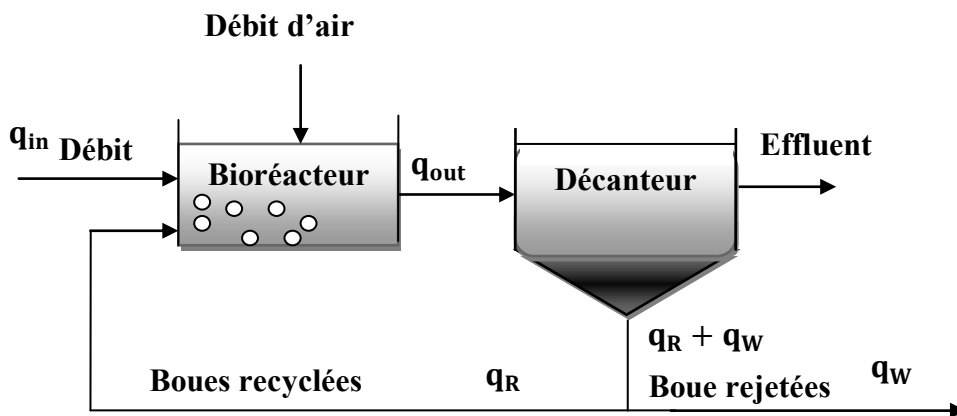 Débit d’air
q_in Débit
Bioréacteur
q_out
Décanteur
Effluent
q_R + q_W
Boues recyclées
q_R
Boue rejetées
q_W